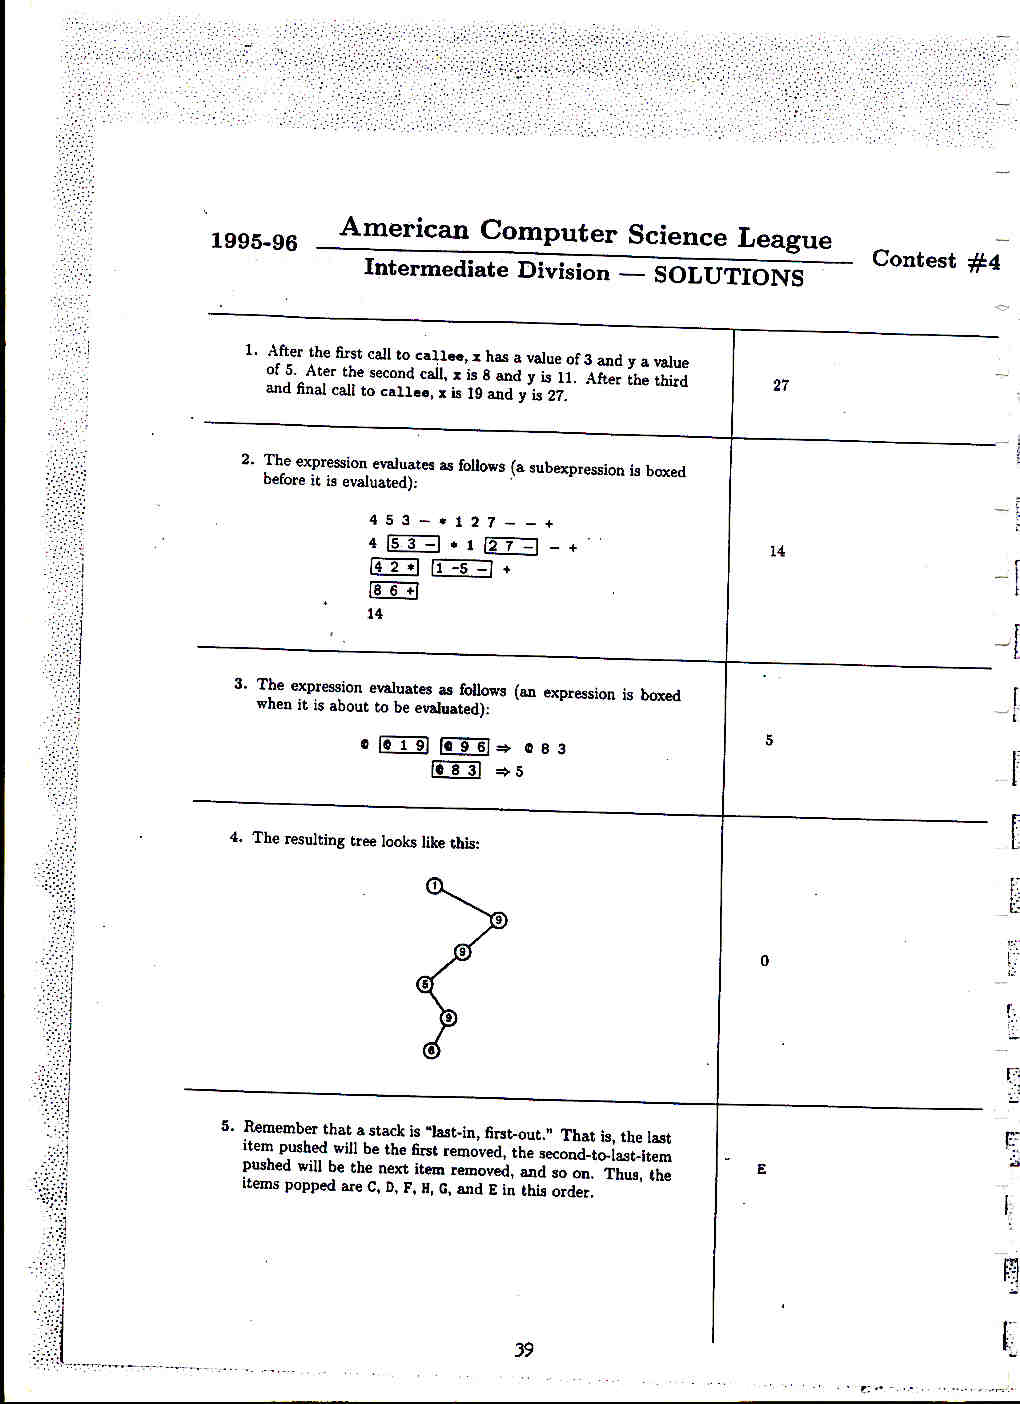 1995-96 American Computer Science League Contest #4
Intermediate Division — SOLUTIONS
1. After the first call to callee, x has a value of 3 and y a value
of 5. Ater the second call, x is 8 and y is 11. After the third
and final call to callee, x is 19 and y is 27.
27
2. The expression evaluates as follows (a subexpression is boxed
before it is evaluated):
4 5 3 - * 1 2 7 - - +
4 5 3 - * 1 2 7 - - +
4 2 * 1 -5 - +
8 6 +
14
14
3. The expression evaluates as follows (an expression is boxed
when it is about to be evaluated):
@ @ 1 9 @ 9 6 ⇒ @ 8 3
@ 8 3 ⇒ 5
5
4. The resulting tree looks like this:
1
9
9
5
9
6
0
5. Remember that a stack is "last-in, first-out." That is, the last
item pushed will be the first removed, the second-to-last-item
pushed will be the next item removed, and so on. Thus, the
items popped are C, D, F, H, G, and E in this order.
E
39